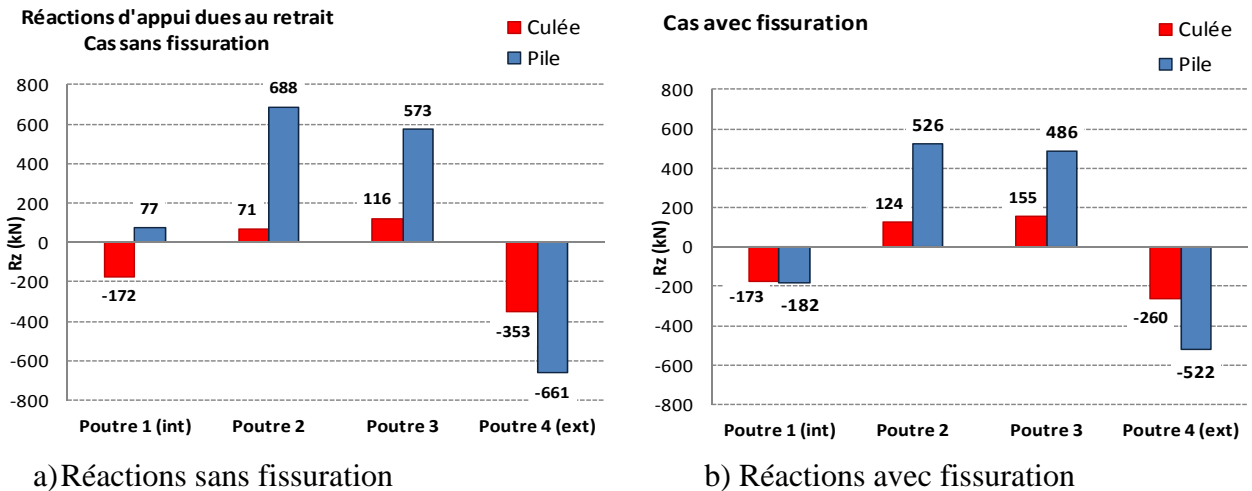 Réactions d'appui dues au retrait
Cas sans fissuration
Culée
Pile
Rz (kN)
800
600
400
200
0
-200
-400
-600
-800
-172
77
71
688
116
573
-353
-661
Poutre 1 (int)
Poutre 2
Poutre 3
Poutre 4 (ext)
a)Réactions sans fissuration
Cas avec fissuration
Culée
Pile
Rz (kN)
800
600
400
200
0
-200
-400
-600
-800
-173
-182
124
526
155
486
-260
-522
Poutre 1 (int)
Poutre 2
Poutre 3
Poutre 4 (ext)
b) Réactions avec fissuration